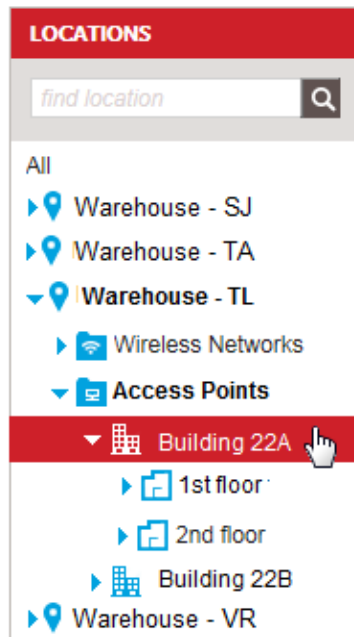 LOCATIONS
find location
All
Warehouse - SJ
Warehouse - TA
Warehouse - TL
Wireless Networks
Access Points
Building 22A
1st floor
2nd floor
Building 22B
Warehouse - VR